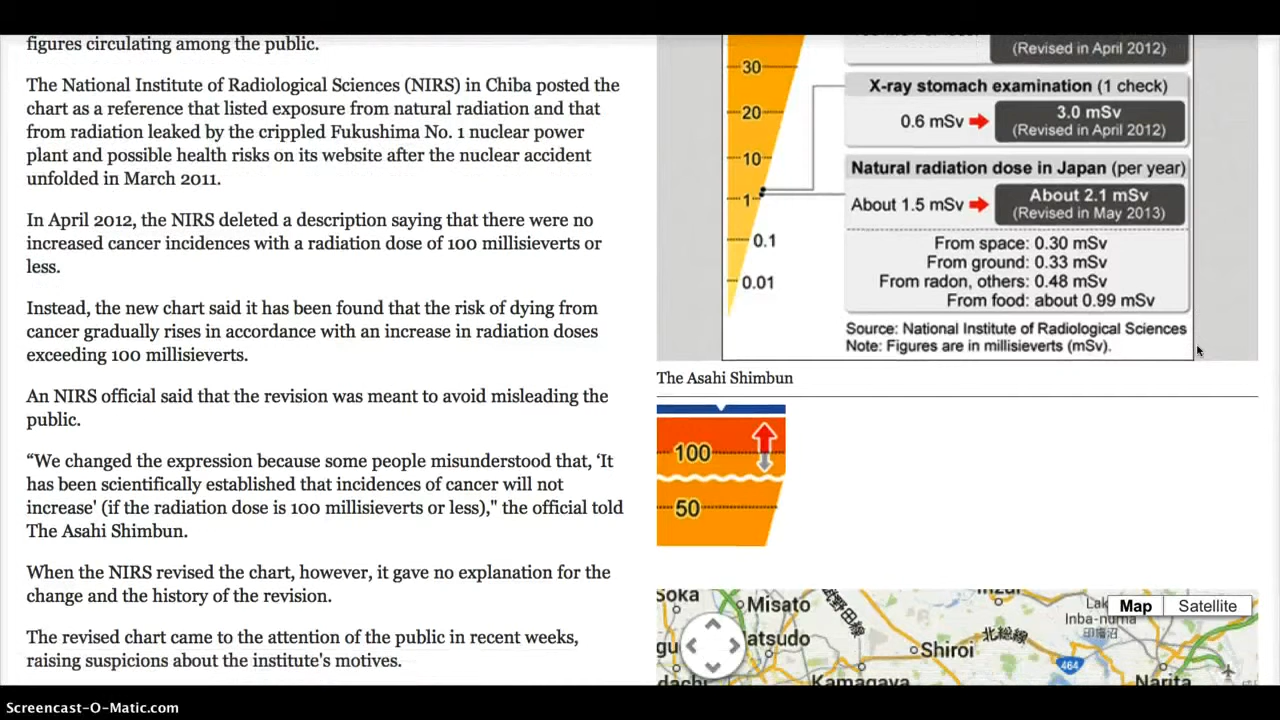 figures circulating among the public.
The National Institute of Radiological Sciences (NIRS) in Chiba posted the
chart as a reference that listed exposure from natural radiation and that
from radiation leaked by the crippled Fukushima No. 1 nuclear power
plant and possible health risks on its website after the nuclear accident
unfolded in March 2011.
In April 2012, the NIRS deleted a description saying that there were no
increased cancer incidences with a radiation dose of 100 millisieverts or
less.
Instead, the new chart said it has been found that the risk of dying from
cancer gradually rises in accordance with an increase in radiation doses
exceeding 100 millisieverts.
An NIRS official said that the revision was meant to avoid misleading the
public.
“We changed the expression because some people misunderstood that, ‘It
has been scientifically established that incidences of cancer will not
increase' (if the radiation dose is 100 millisieverts or less)," the official told
The Asahi Shimbun.
When the NIRS revised the chart, however, it gave no explanation for the
change and the history of the revision.
The revised chart came to the attention of the public in recent weeks,
raising suspicions about the institute's motives.
30
20
10
1
0.1
0.01
(Revised in April 2012)
X-ray stomach examination (1 check)
0.6 mSv
3.0 mSv
(Revised in April 2012)
Natural radiation dose in Japan (per year)
About 1.5 mSv
About 2.1 mSv
(Revised in May 2013)
From space: 0.30 mSv
From ground: 0.33 mSv
From radon, others: 0.48 mSv
From food: about 0.99 mSv
Source: National Institute of Radiological Sciences
Note: Figures are in millisieverts (mSv).
The Asahi Shimbun
100
50
Soka
Misato
武野田線
Inzai
Map
Satellite
Inba-numa
印旛沼
北総線
Shiroi
464
Kamagaya
Narita
Screencast-O-Matic.com